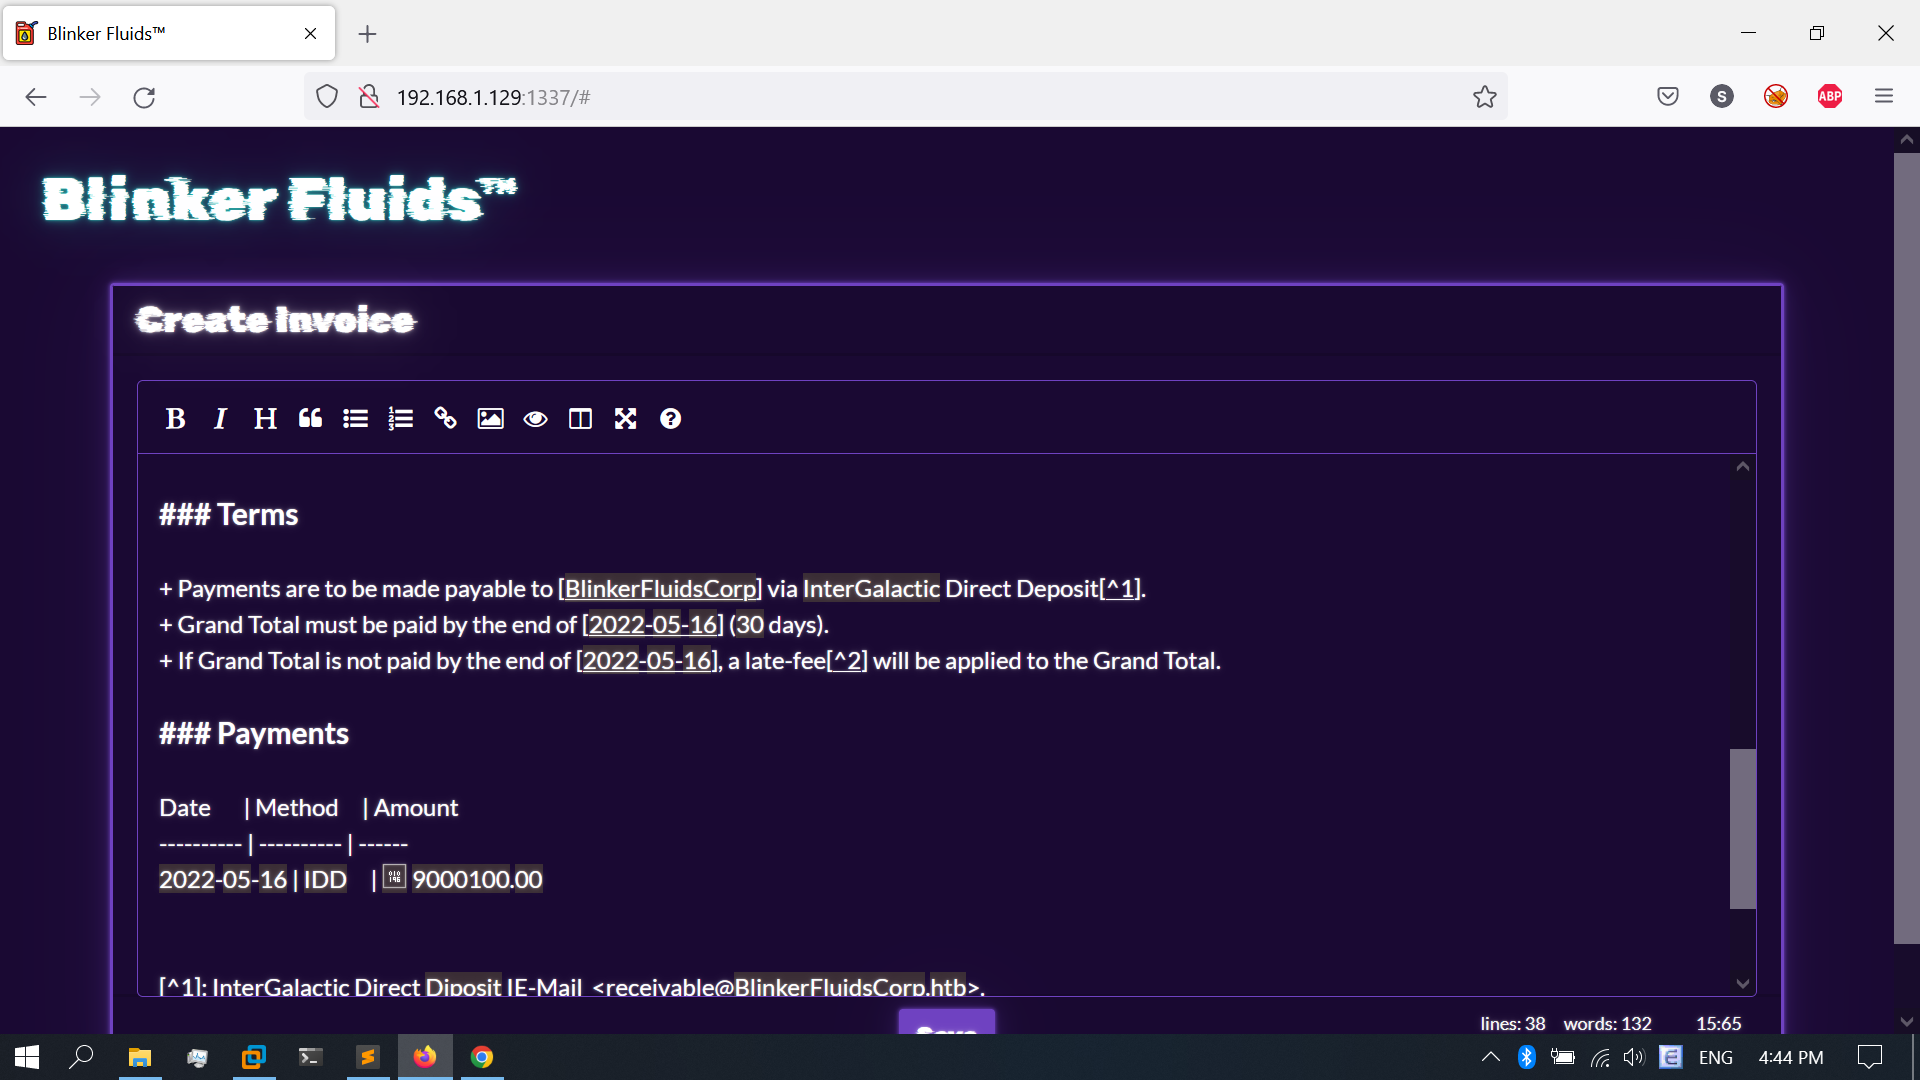 Blinker Fluids™
192.168.1.129:1337/#
S
ABP
Blinker Fluids™
Create Invoice
B I H
### Terms
+ Payments are to be made payable to [BlinkerFluidsCorp] via InterGalactic Direct Deposit[^1].
+ Grand Total must be paid by the end of [2022-05-16] (30 days).
+ If Grand Total is not paid by the end of [2022-05-16], a late-fee[^2] will be applied to the Grand Total.
### Payments
Date | Method | Amount
---------- | ---------- | ------
2022-05-16 | IDD | 9000100.00
[^1]: InterGalactic Direct Diposit IE-Mail <receivable@BlinkerFluidsCorp.htb>.
Save
lines: 38 words: 132 15:65
ENG 4:44 PM